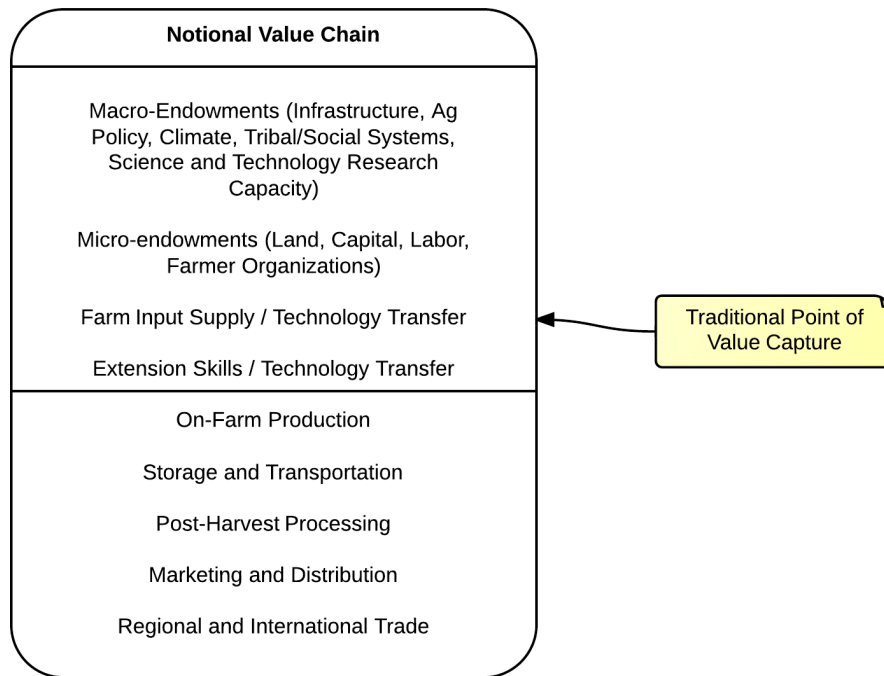 Notional Value Chain
Macro-Endowments (Infrastructure, Ag
Policy, Climate, Tribal/Social Systems,
Science and Technology Research
Capacity)
Micro-endowments (Land, Capital, Labor,
Farmer Organizations)
Farm Input Supply / Technology Transfer
Extension Skills / Technology Transfer
On-Farm Production
Storage and Transportation
Post-Harvest Processing
Marketing and Distribution
Regional and International Trade
Traditional Point of
Value Capture